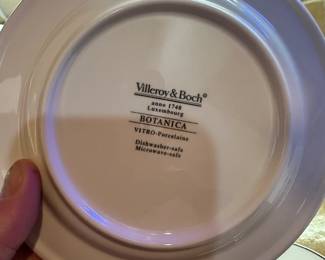 Villeroy & Boch®
anno 1748
Luxembourg
BOTANICA
VITRO-Porcelaine
Dishwasher-safe
Microwave-safe